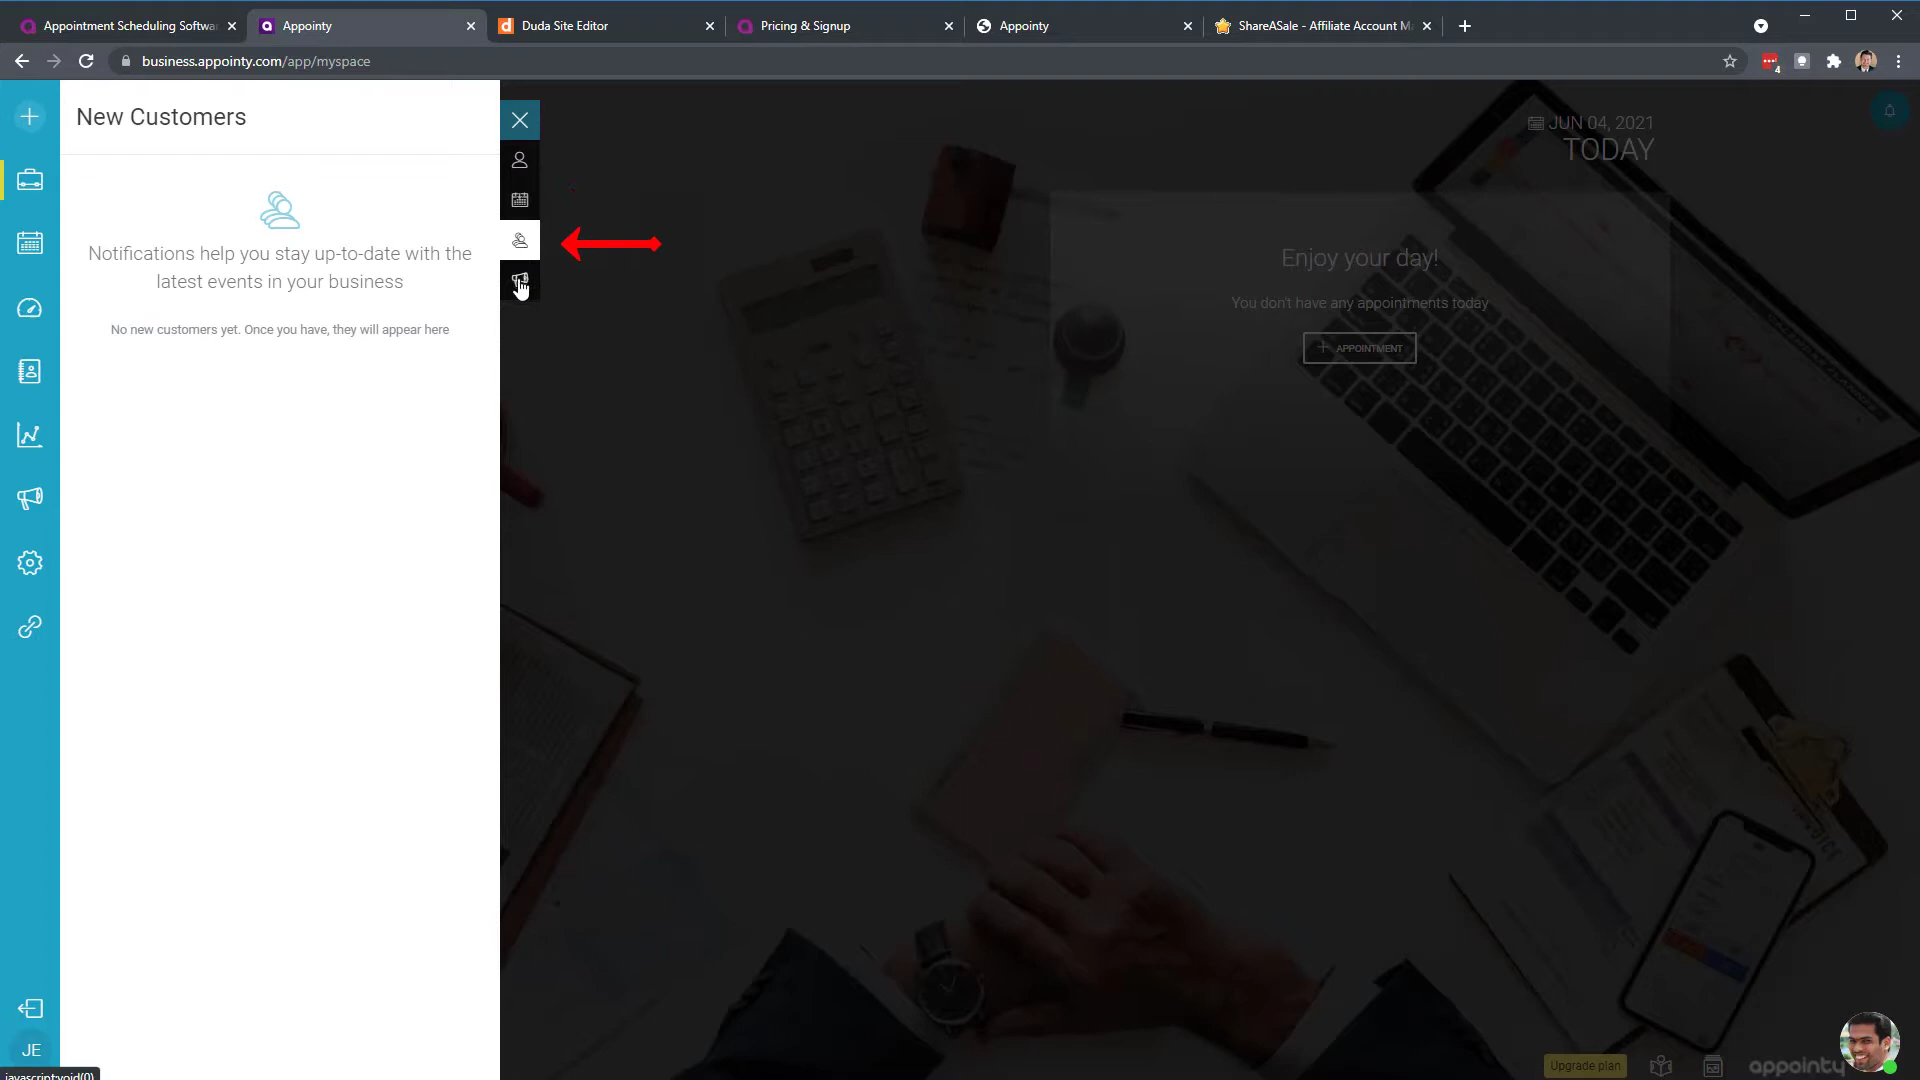 Appointment Scheduling Softwa
Appointy
Duda Site Editor
Pricing & Signup
Appointy
ShareASale - Affiliate Account M
business.appointy.com/app/myspace
4
New Customers
Notifications help you stay up-to-date with the
latest events in your business
No new customers yet. Once you have, they will appear here
JUN 04, 2021
TODAY
Enjoy your day!
You don't have any appointments today
APPOINTMENT
JE
javascript:void(0)
Upgrade plan
appointy